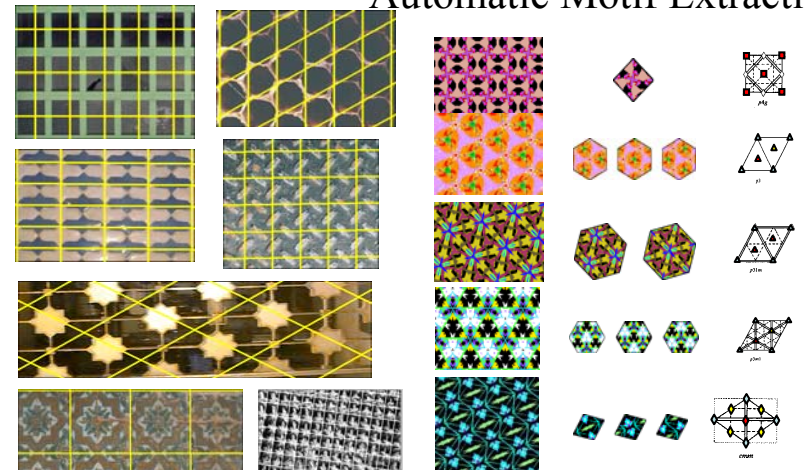 Automatic Motif Extracti
p4g
p3
p31m
p3m1
cmm